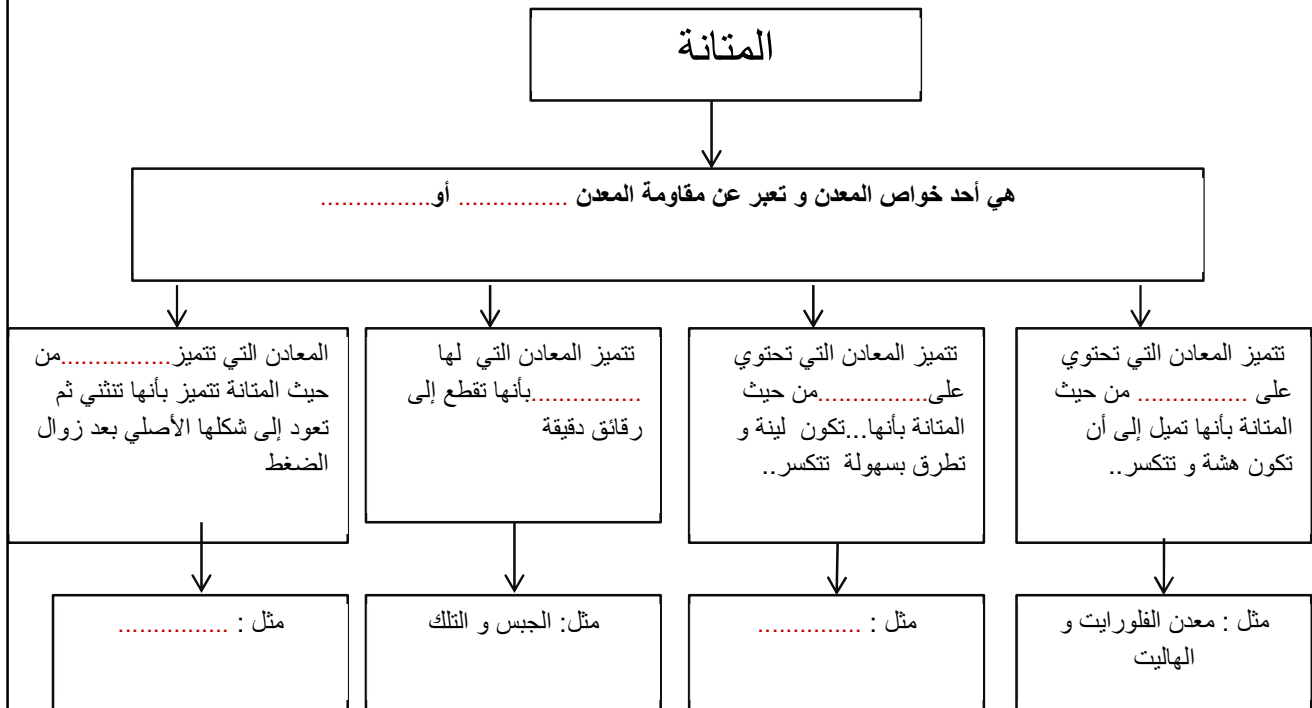 المتانة
هي أحد خواص المعدن و تعبر عن مقاومة المعدن ................ أو................
تتميز المعادن التي تحتوي
على ................ من حيث
المتانة بأنها تميل إلى أن
تكون هشة و تتكسر..
تتميز المعادن التي تحتوي
على................من حيث
المتانة بأنها...تكون لينة و
تطرق بسهولة تتكسر..
تتميز المعادن التي لها
................بأنها تقطع إلى
رقائق دقيقة
المعادن التي تتميز................من
حيث المتانة تتميز بأنها تنثني ثم
تعود إلى شكلها الأصلي بعد زوال
الضغط
مثل : معدن الفلورايت و
الهاليت
مثل : ...............
مثل: الجبس و التلك
مثل : ................